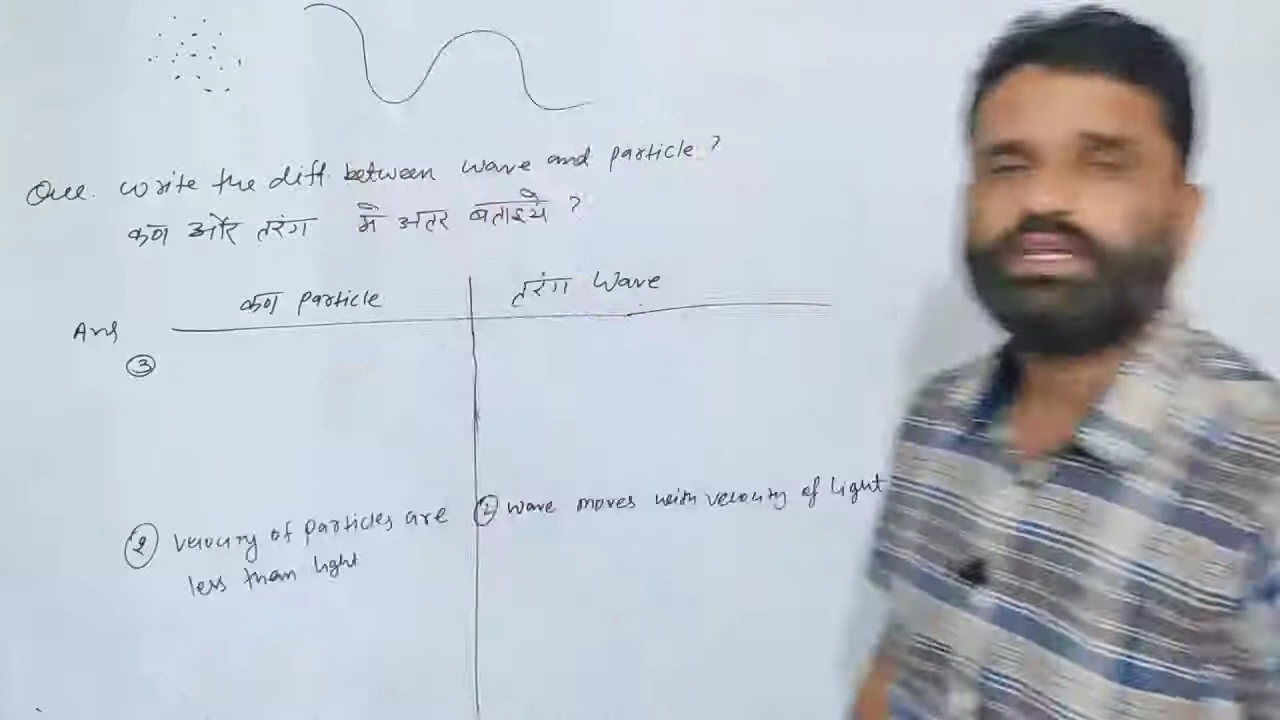 Que. Write the diff. between wave and particle ?
कण और तरंग में अंतर बताइये ?
कण Particle
तरंग Wave
Ans
③
② velocity of particles are
less than light
② wave moves with velocity of light